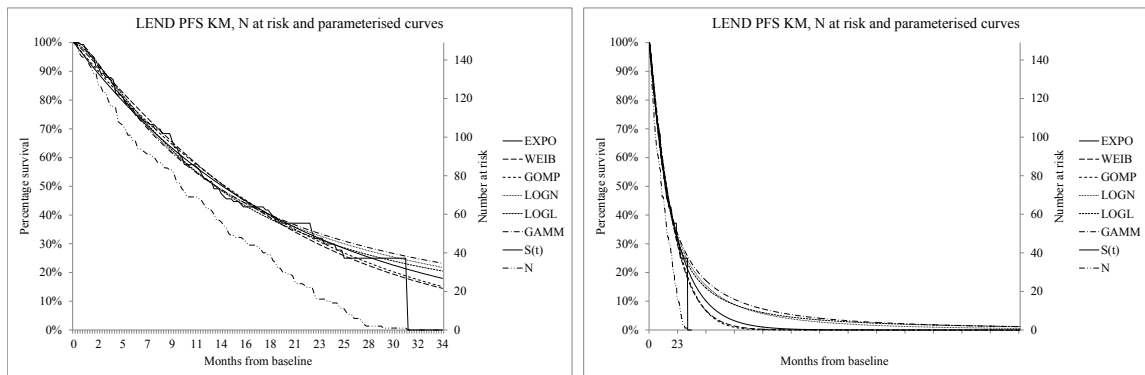 LEND PFS KM, N at risk and parameterised curves
100%
90%
80%
70%
60%
50%
40%
30%
20%
10%
0%
Percentage survival
0 2 5 7 9 11 14 16 18 21 23 25 27 30 32 34
Months from baseline
140
120
100
80
60
40
20
0
Number at risk
EXPO
WEIB
GOMP
LOGN
LOGL
GAMM
S(t)
N
LEND PFS KM, N at risk and parameterised curves
100%
90%
80%
70%
60%
50%
40%
30%
20%
10%
0%
Percentage survival
0 23
Months from baseline
140
120
100
80
60
40
20
0
Number at risk
EXPO
WEIB
GOMP
LOGN
LOGL
GAMM
S(t)
N